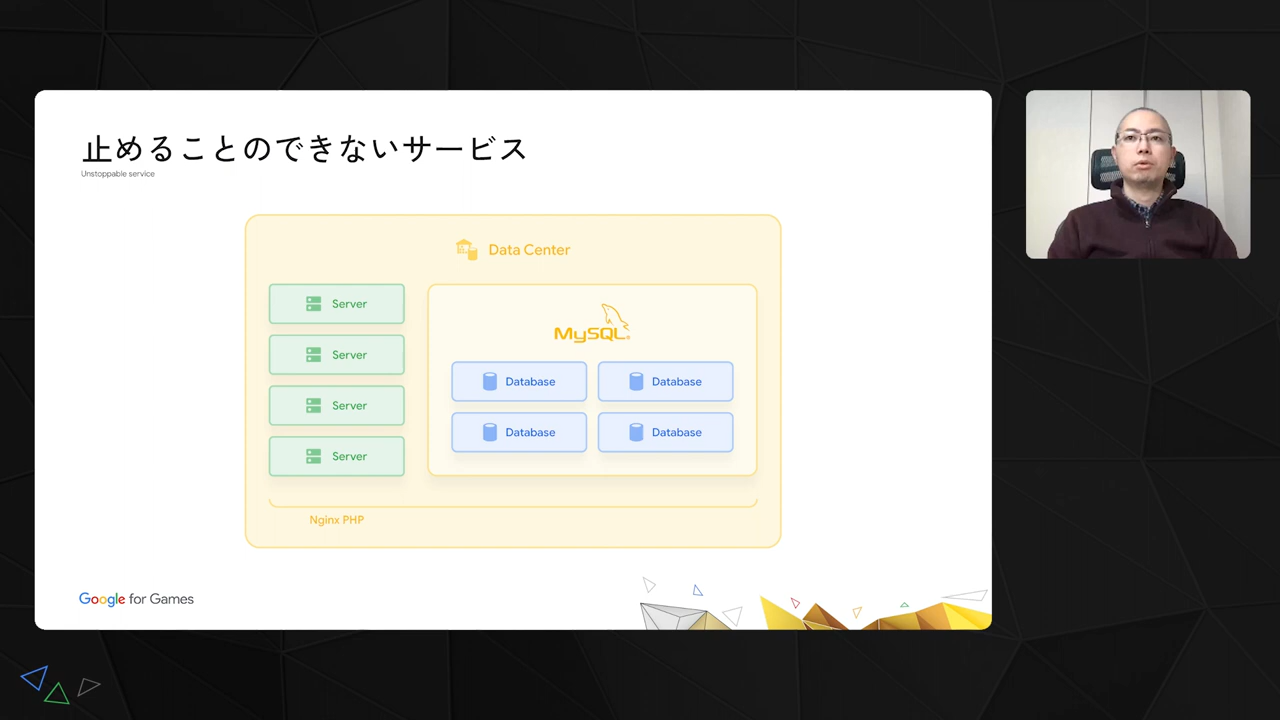 止めることのできないサービス
Unstoppable service
Data Center
Server
Server
Server
Server
MySQL
Database
Database
Database
Database
Nginx PHP
Google for Games